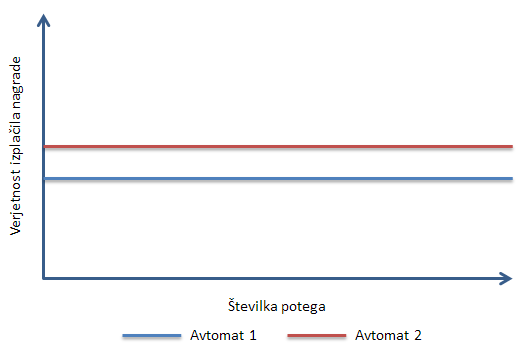 Verjetnost izplačila nagrade
Številka potega
Avtomat 1
Avtomat 2